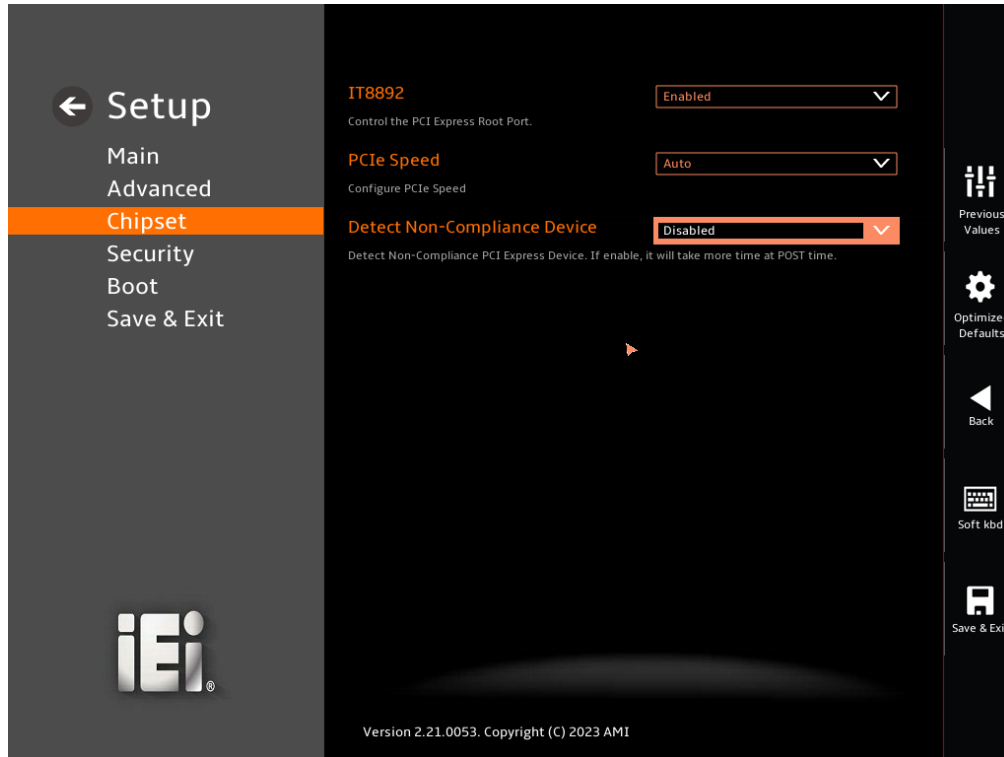 Setup
Main
Advanced
Chipset
Security
Boot
Save & Exit
IT8892
Enabled
Control the PCI Express Root Port.
PCIe Speed
Auto
Configure PCIe Speed
Detect Non-Compliance Device
Disabled
Detect Non-Compliance PCI Express Device. If enable, it will take more time at POST time.
Previous
Values
Optimize
Defaults
Back
Soft kbd
Save & Exi
iEi®
Version 2.21.0053. Copyright (C) 2023 AMI